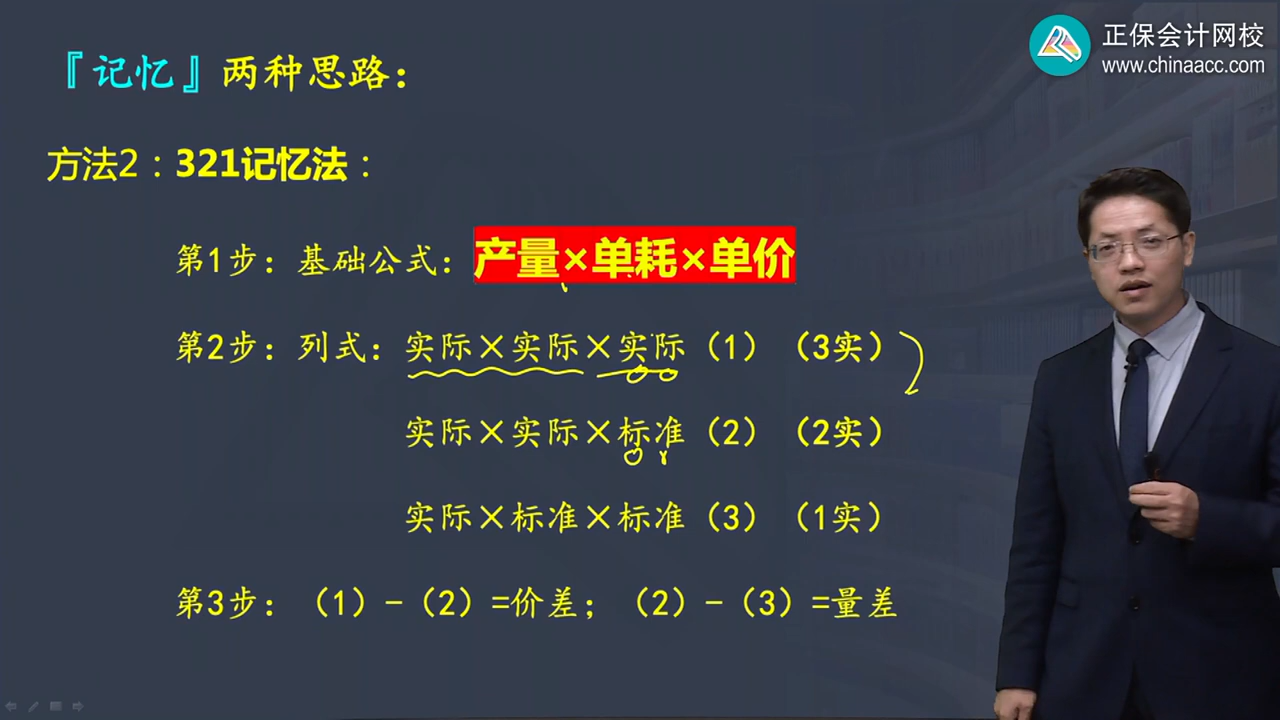 正保会计网校
www.chinaacc.com
『记忆』两种思路：
方法2：321记忆法：
第1步：基础公式：产量×单耗×单价
第2步：列式：实际×实际×实际（1）（3实）
实际×实际×标准（2）（2实）
实际×标准×标准（3）（1实）
第3步：（1）-（2）=价差；（2）-（3）=量差